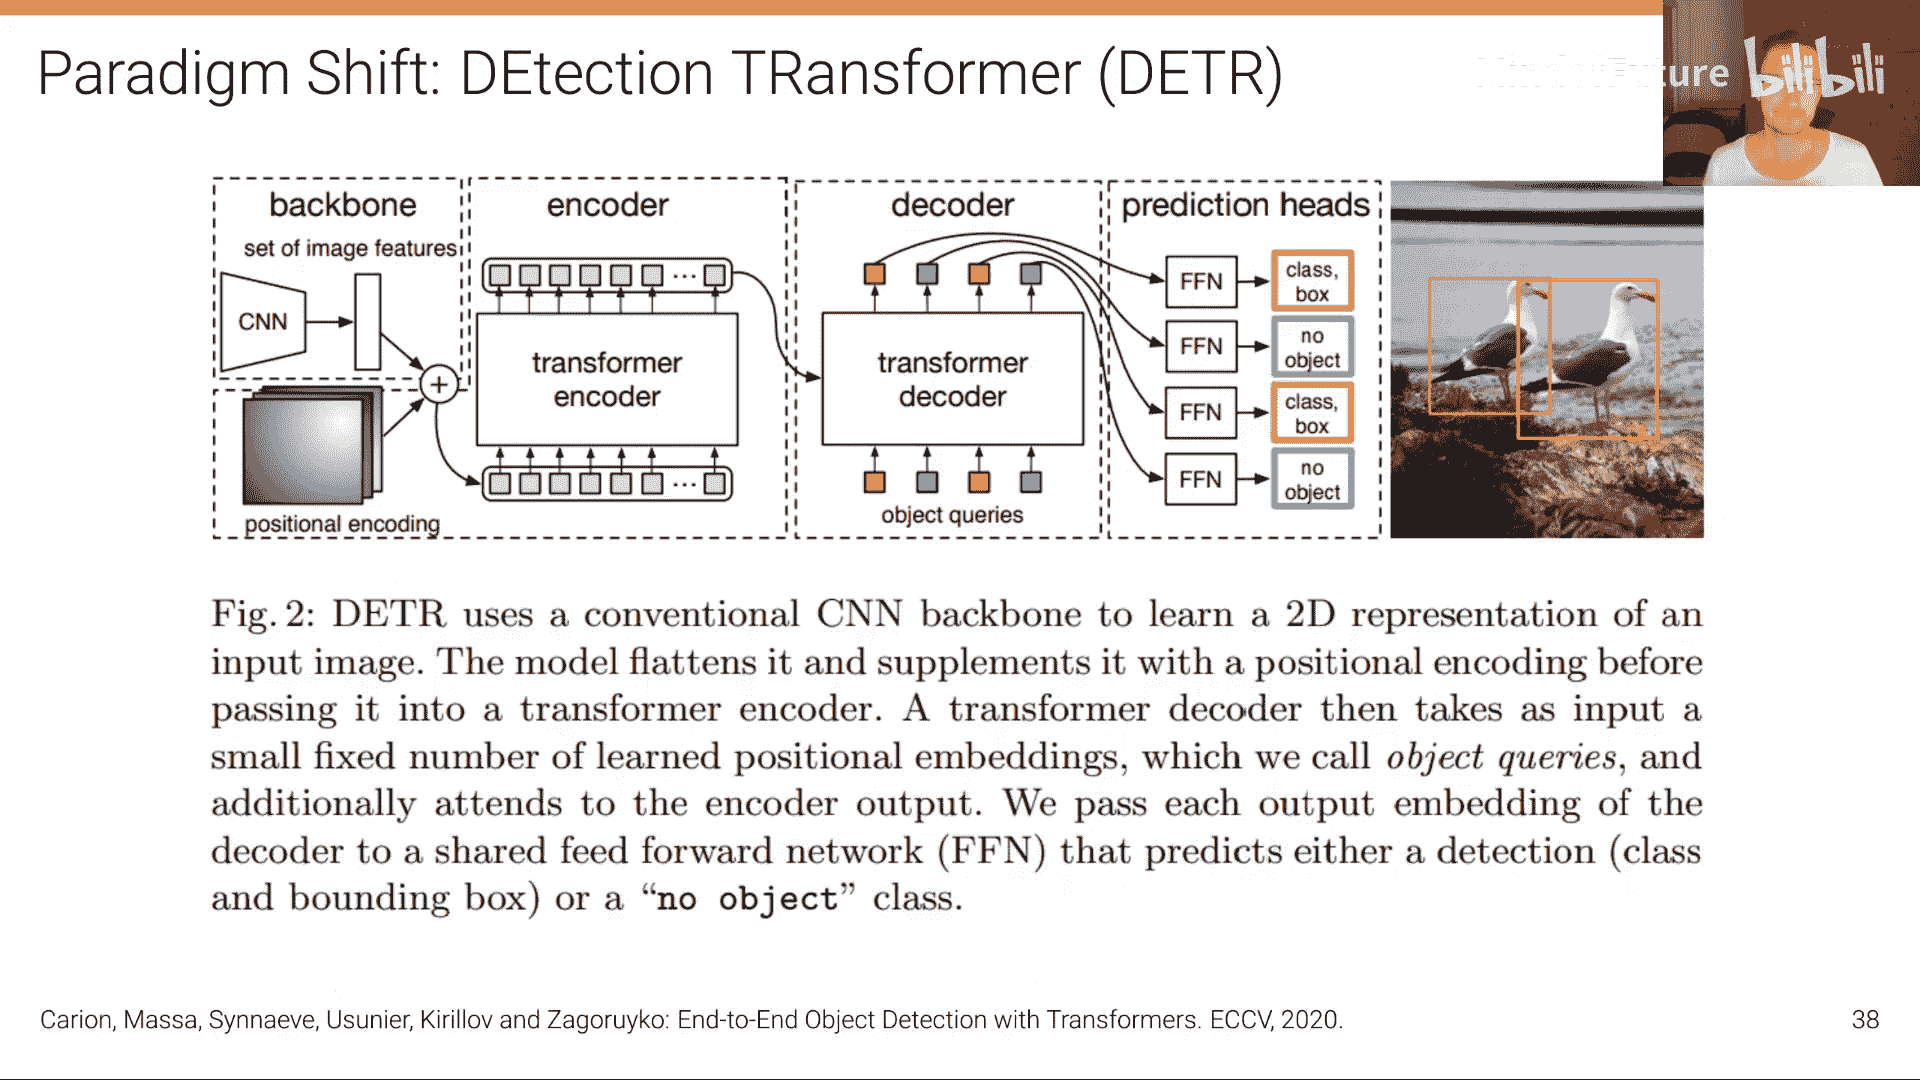 Paradigm Shift: DEtection TRansformer (DETR)
bilibili
backbone
set of image features
CNN
+
positional encoding
encoder
...
transformer
encoder
...
decoder
transformer
decoder
object queries
prediction heads
FFN
class,
box
FFN
no
object
FFN
class,
box
FFN
no
object
Fig. 2: DETR uses a conventional CNN backbone to learn a 2D representation of an
input image. The model flattens it and supplements it with a positional encoding before
passing it into a transformer encoder. A transformer decoder then takes as input a
small fixed number of learned positional embeddings, which we call object queries, and
additionally attends to the encoder output. We pass each output embedding of the
decoder to a shared feed forward network (FFN) that predicts either a detection (class
and bounding box) or a “no object” class.
Carion, Massa, Synnaeve, Usunier, Kirillov and Zagoruyko: End-to-End Object Detection with Transformers. ECCV, 2020.
38